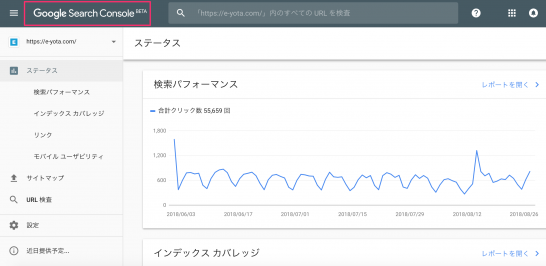 Google Search Console BETA
「https://e-yota.com/」内のすべての URL を検索
https://e-yota.com/
ステータス
ステータス
検索パフォーマンス
インデックス カバレッジ
リンク
モバイル ユーザビリティ
サイトマップ
URL 検査
設定
近日提供予定...
検索パフォーマンス
レポートを開く
合計クリック数 55,659 回
1,800
1,200
600
0
2018/06/03
2018/06/17
2018/07/01
2018/07/15
2018/07/29
2018/08/12
2018/08/26
インデックス カバレッジ
レポートを開く